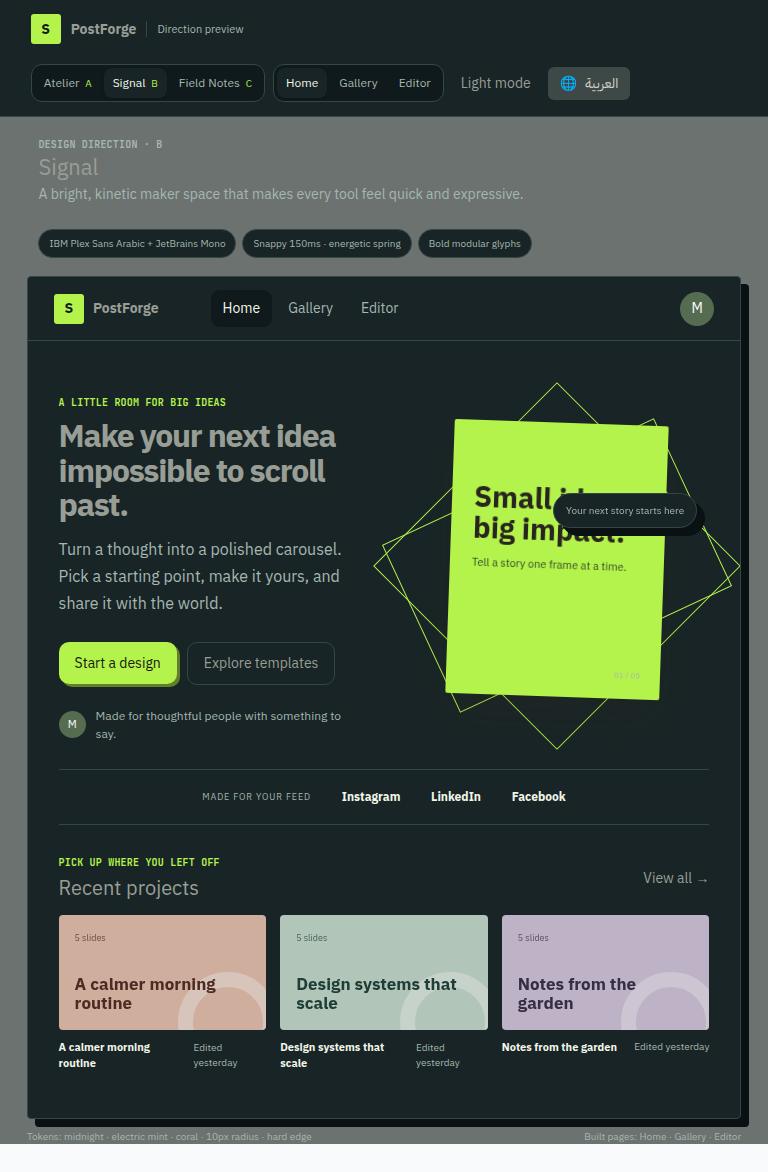 S PostForge Direction preview
Atelier A Signal B Field Notes C Home Gallery Editor Light mode 🌐 العربية
DESIGN DIRECTION · B
Signal
A bright, kinetic maker space that makes every tool feel quick and expressive.
IBM Plex Sans Arabic + JetBrains Mono Snappy 150ms · energetic spring Bold modular glyphs
S PostForge Home Gallery Editor M
A LITTLE ROOM FOR BIG IDEAS
Make your next idea
impossible to scroll
past.
Turn a thought into a polished carousel.
Pick a starting point, make it yours, and
share it with the world.
Start a design Explore templates
M Made for thoughtful people with something to
say.
Small
big
Your next story starts here
Tell a story one frame at a time.
01 / 05
MADE FOR YOUR FEED Instagram LinkedIn Facebook
PICK UP WHERE YOU LEFT OFF
Recent projects
View all →
5 slides
A calmer morning
routine
A calmer morning
routine
Edited
yesterday
5 slides
Design systems that
scale
Design systems that
scale
Edited
yesterday
5 slides
Notes from the
garden
Notes from the garden Edited yesterday
Tokens: midnight · electric mint · coral · 10px radius · hard edge Built pages: Home · Gallery · Editor